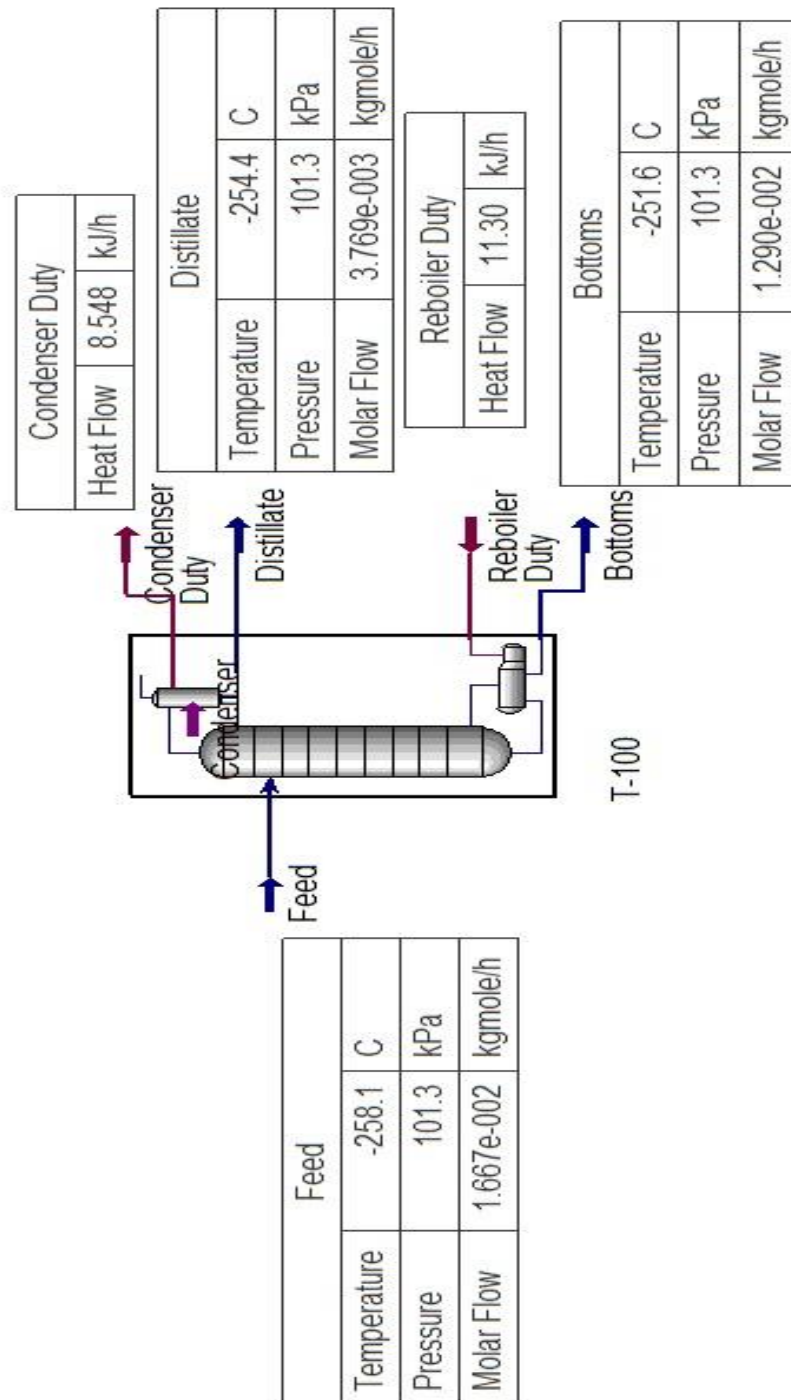 Condenser Duty
Heat Flow 8.548 kJ/h
Distillate
Temperature -254.4 C
Pressure 101.3 kPa
Molar Flow 3.769e-003 kgmole/h
Reboiler Duty
Heat Flow 11.30 kJ/h
Bottoms
Temperature -251.6 C
Pressure 101.3 kPa
Molar Flow 1.290e-002 kgmole/h
Condenser
Duty
Distillate
Reboiler
Duty
Bottoms
Condenser
T-100
Feed
Feed
Temperature -258.1 C
Pressure 101.3 kPa
Molar Flow 1.667e-002 kgmole/h